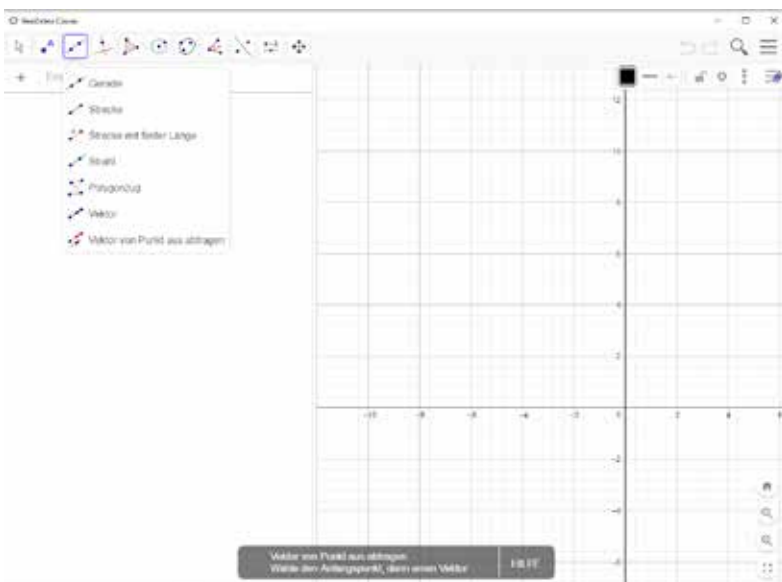 GeoGebra Classic
Gerade
Strecke
Strecke mit fester Länge
Strahl
Polygonzug
Vektor
Vektor von Punkt aus abtragen
12
10
8
6
4
2
-10
-8
-6
-4
-2
0
2
4
6
-2
-4
-6
Vektor von Punkt aus abtragen
Wähle den Anfangspunkt, dann einen Vektor
HILFE